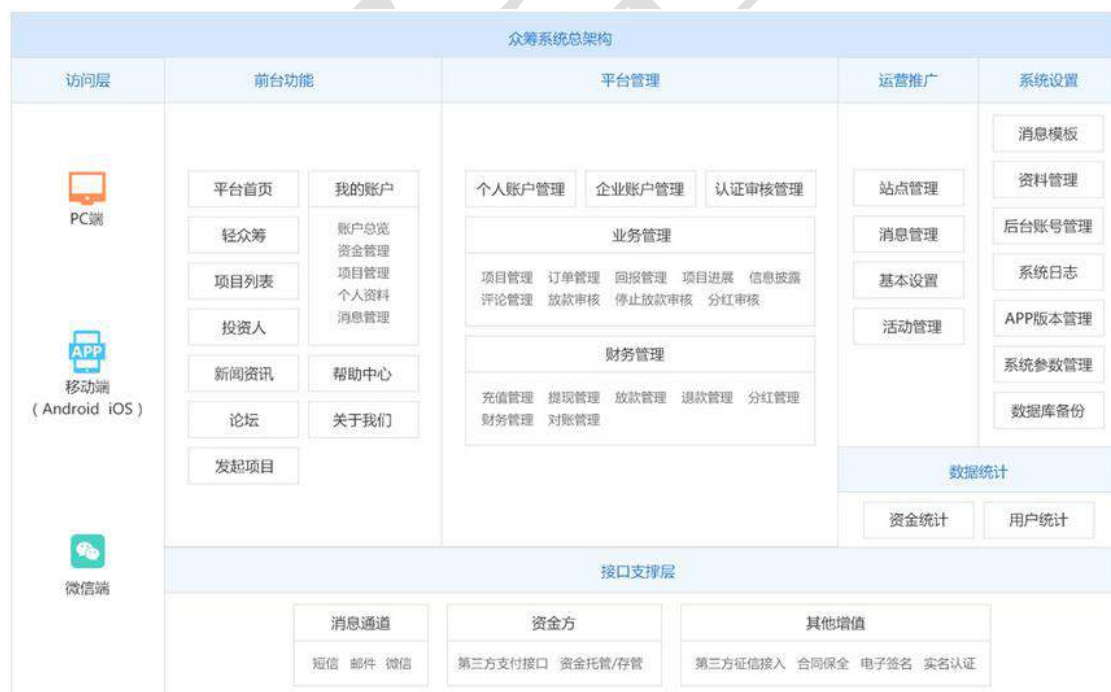 众筹系统总架构
访问层
PC端
APP
移动端
(Android iOS)
微信端
前台功能
平台首页
轻众筹
项目列表
投资人
新闻资讯
论坛
发起项目
我的账户
账户总览
资金管理
项目管理
个人资料
消息管理
帮助中心
关于我们
平台管理
个人账户管理 企业账户管理 认证审核管理
业务管理
项目管理 订单管理 回报管理 项目进展 信息披露
评论管理 放款审核 停止放款审核 分红审核
财务管理
充值管理 提现管理 放款管理 退款管理 分红管理
财务管理 对账管理
运营推广
站点管理
消息管理
基本设置
活动管理
系统设置
消息模板
资料管理
后台账号管理
系统日志
APP版本管理
系统参数管理
数据库备份
数据统计
资金统计 用户统计
接口支撑层
消息通道
短信 邮件 微信
资金方
第三方支付接口 资金托管/存管
其他增值
第三方征信接入 合同保全 电子签名 实名认证